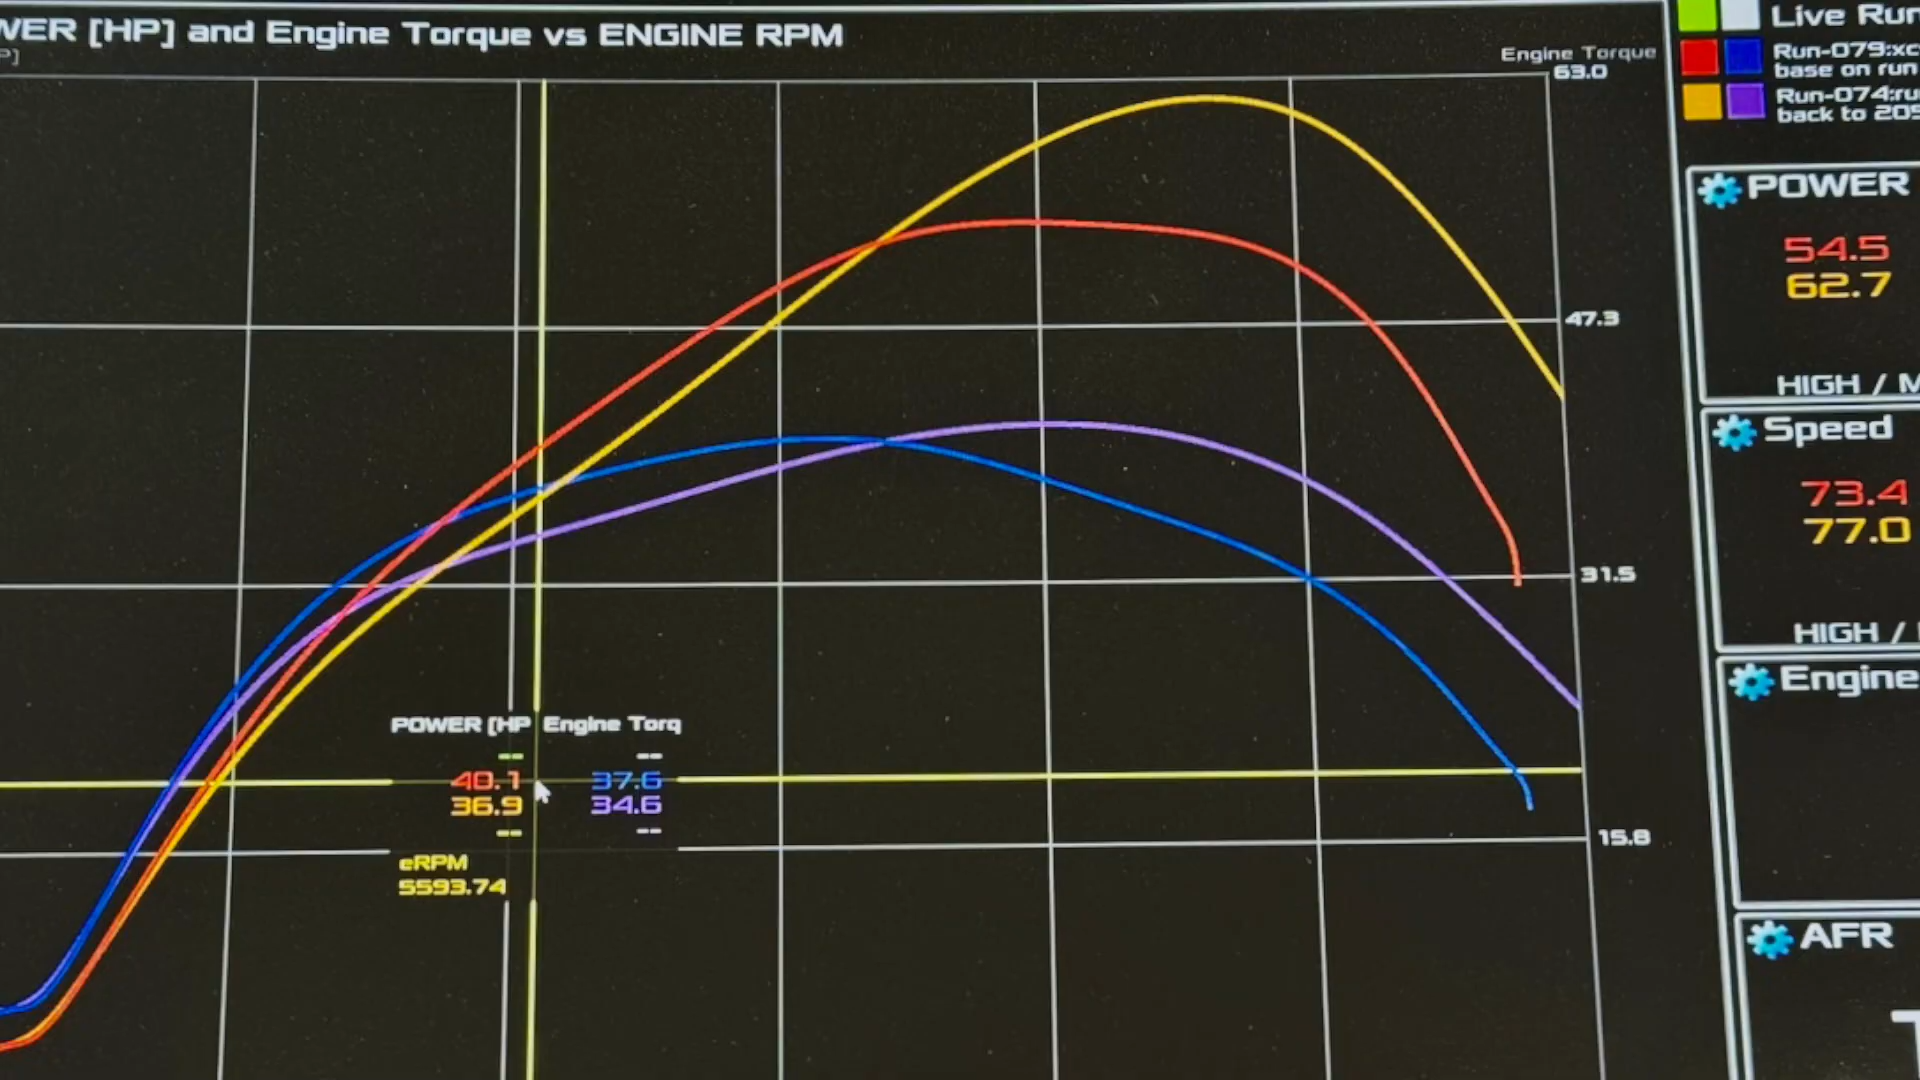 WER [HP] and Engine Torque vs ENGINE RPM
P]
Engine Torque
63.0
47.3
31.5
15.8
POWER [HP Engine Torq
-- --
40.1 37.6
36.9 34.6
-- --
eRPM
5593.74
Live Run
Run-079:xc
base on run
Run-074:ru
back to 205
POWER
54.5
62.7
HIGH / M
Speed
73.4
77.0
HIGH /
Engine
AFR